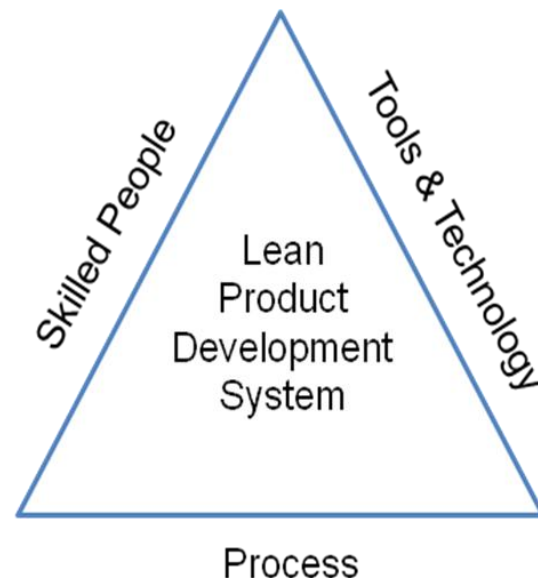 Skilled People
Tools & Technology
Lean
Product
Development
System
Process